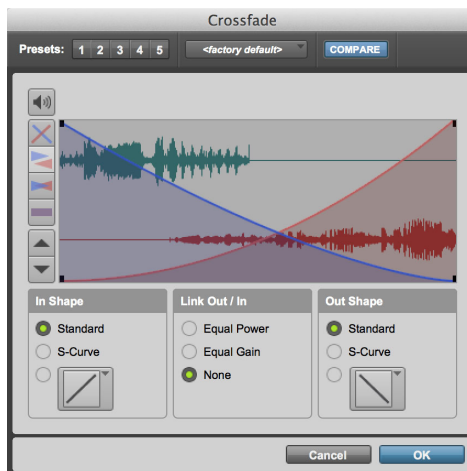 Crossfade
Presets: 1 2 3 4 5 <factory default> COMPARE
In Shape
Standard
S-Curve
Link Out / In
Equal Power
Equal Gain
None
Out Shape
Standard
S-Curve
Cancel OK